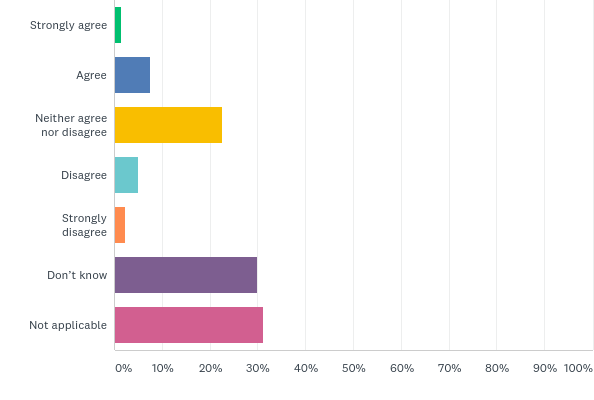 Strongly agree
Agree
Neither agree
nor disagree
Disagree
Strongly
disagree
Don't know
Not applicable
0% 10% 20% 30% 40% 50% 60% 70% 80% 90% 100%